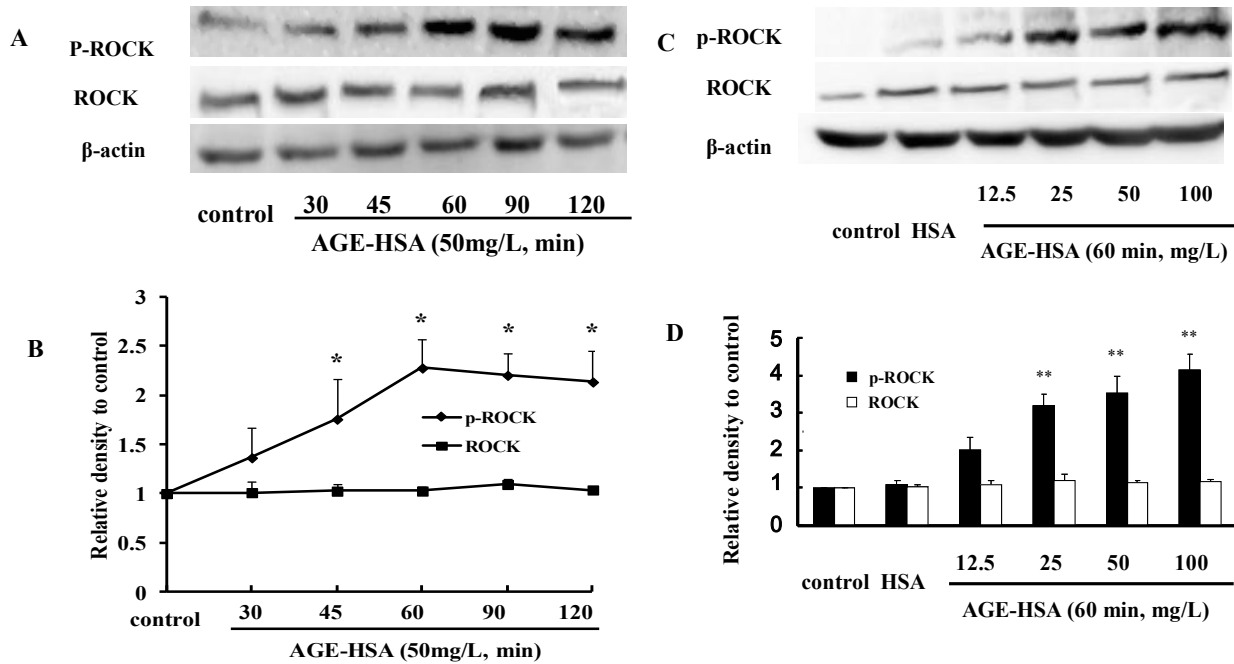 A
P-ROCK
ROCK
β-actin
control 30 45 60 90 120
AGE-HSA (50mg/L, min)
C
p-ROCK
ROCK
β-actin
12.5 25 50 100
control HSA
AGE-HSA (60 min, mg/L)
B
Relative density to control
3
2.5
2
1.5
1
0.5
0
* * * *
p-ROCK
ROCK
control 30 45 60 90 120
AGE-HSA (50mg/L, min)
D
Relative density to control
5
4
3
2
1
0
** ** **
p-ROCK
ROCK
12.5 25 50 100
control HSA
AGE-HSA (60 min, mg/L)